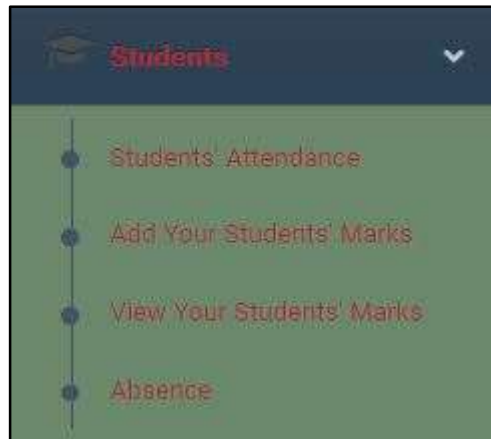 Students
Students' Attendance
Add Your Students' Marks
View Your Students' Marks
Absence